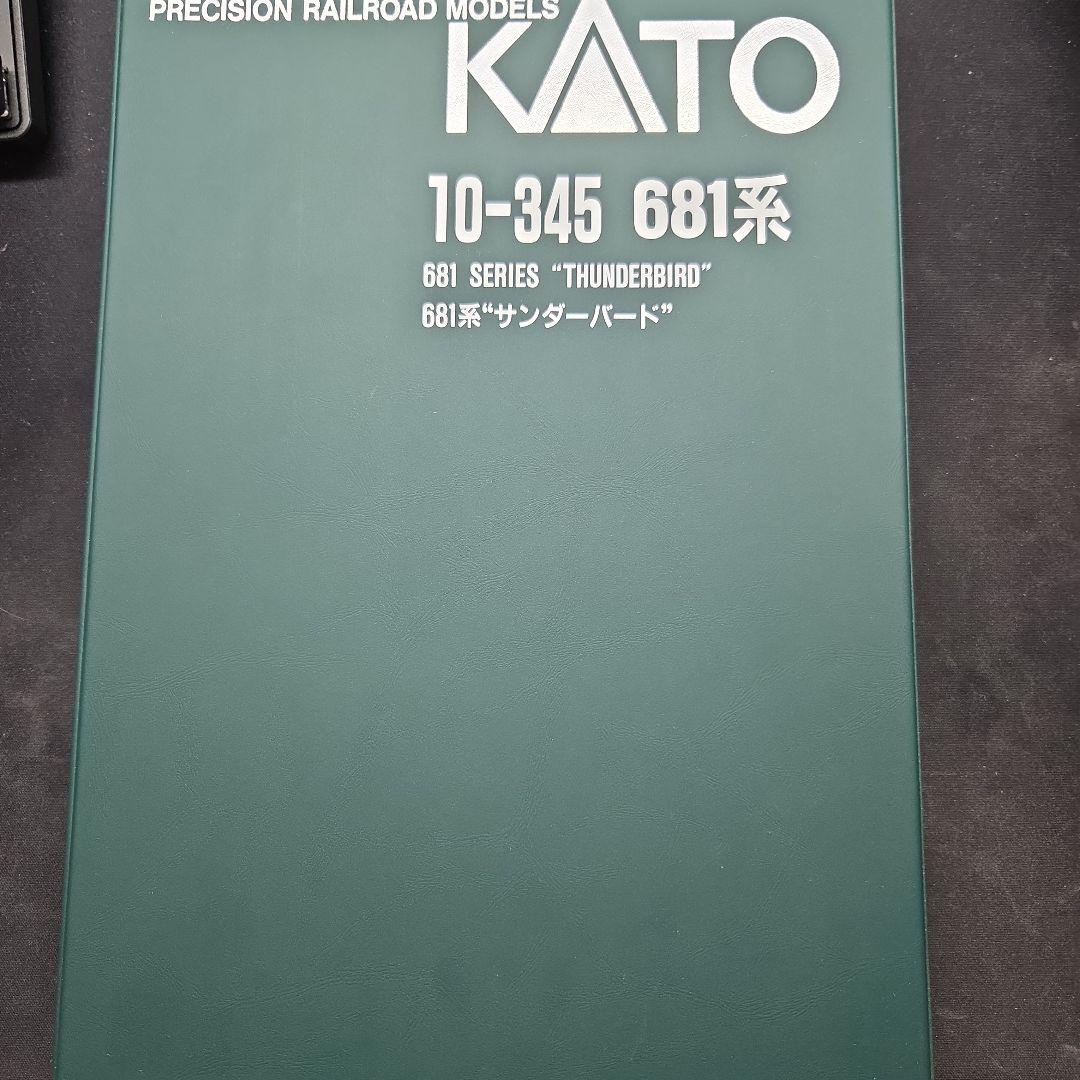 PRECISION RAILROAD MODELS
KATO
10-345 681系
681 SERIES “THUNDERBIRD”
681系“サンダーバード”